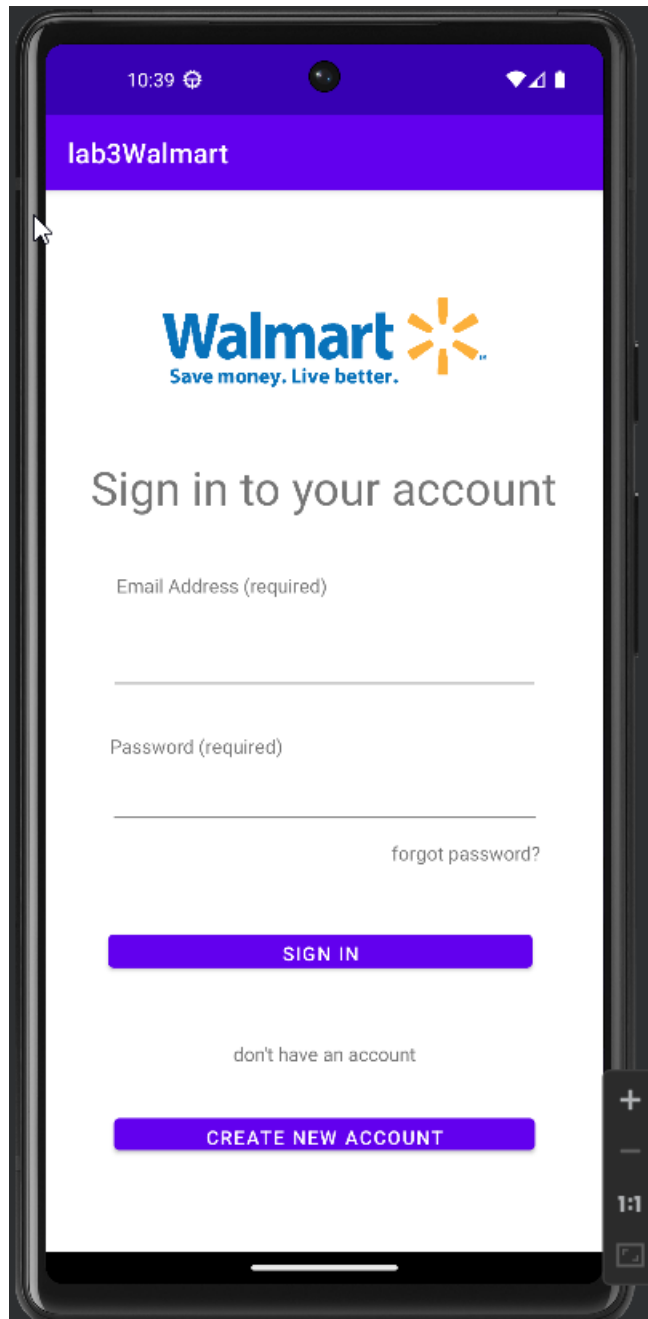 10:39
lab3Walmart
Walmart
Save money. Live better.
Sign in to your account
Email Address (required)
Password (required)
forgot password?
SIGN IN
don't have an account
CREATE NEW ACCOUNT
1:1